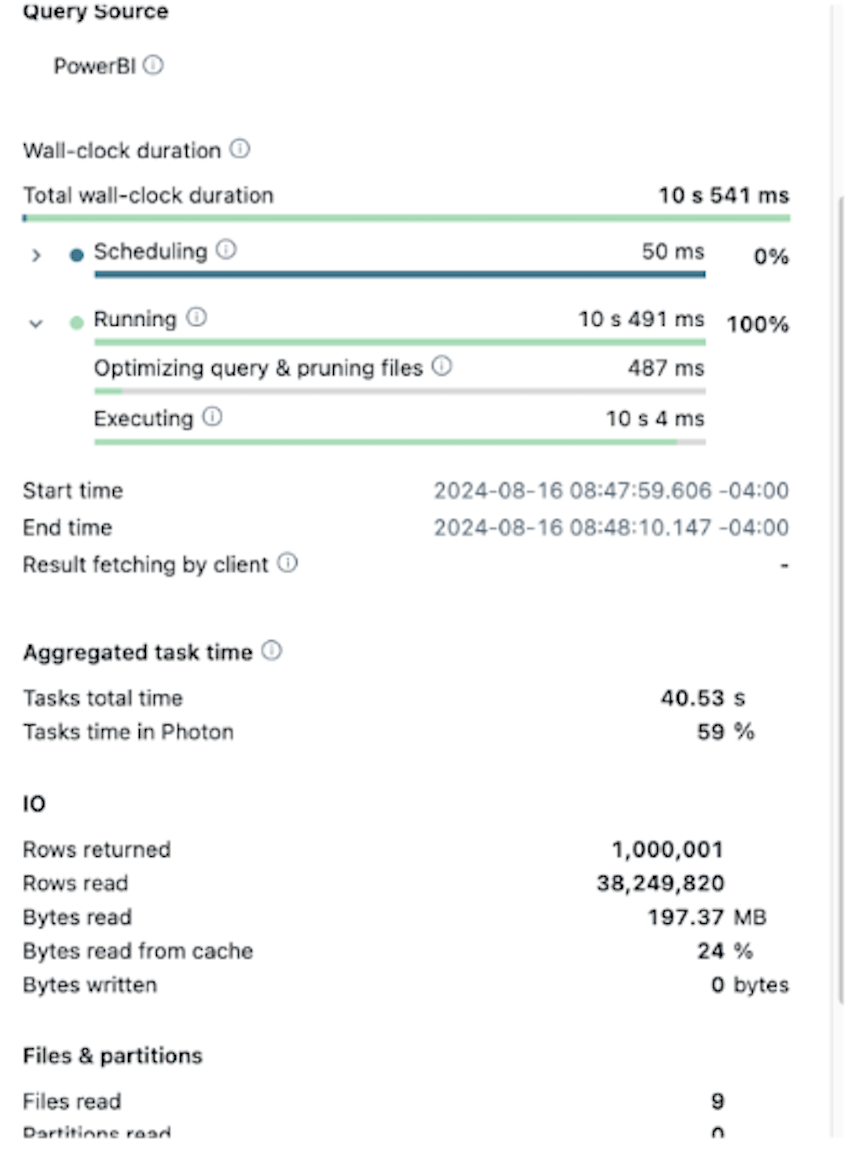 Query Source
PowerBI
Wall-clock duration
Total wall-clock duration 10 s 541 ms
Scheduling 50 ms 0%
Running 10 s 491 ms 100%
Optimizing query & pruning files 487 ms
Executing 10 s 4 ms
Start time 2024-08-16 08:47:59.606 -04:00
End time 2024-08-16 08:48:10.147 -04:00
Result fetching by client -
Aggregated task time
Tasks total time 40.53 s
Tasks time in Photon 59 %
IO
Rows returned 1,000,001
Rows read 38,249,820
Bytes read 197.37 MB
Bytes read from cache 24 %
Bytes written 0 bytes
Files & partitions
Files read 9
Partitions read 0